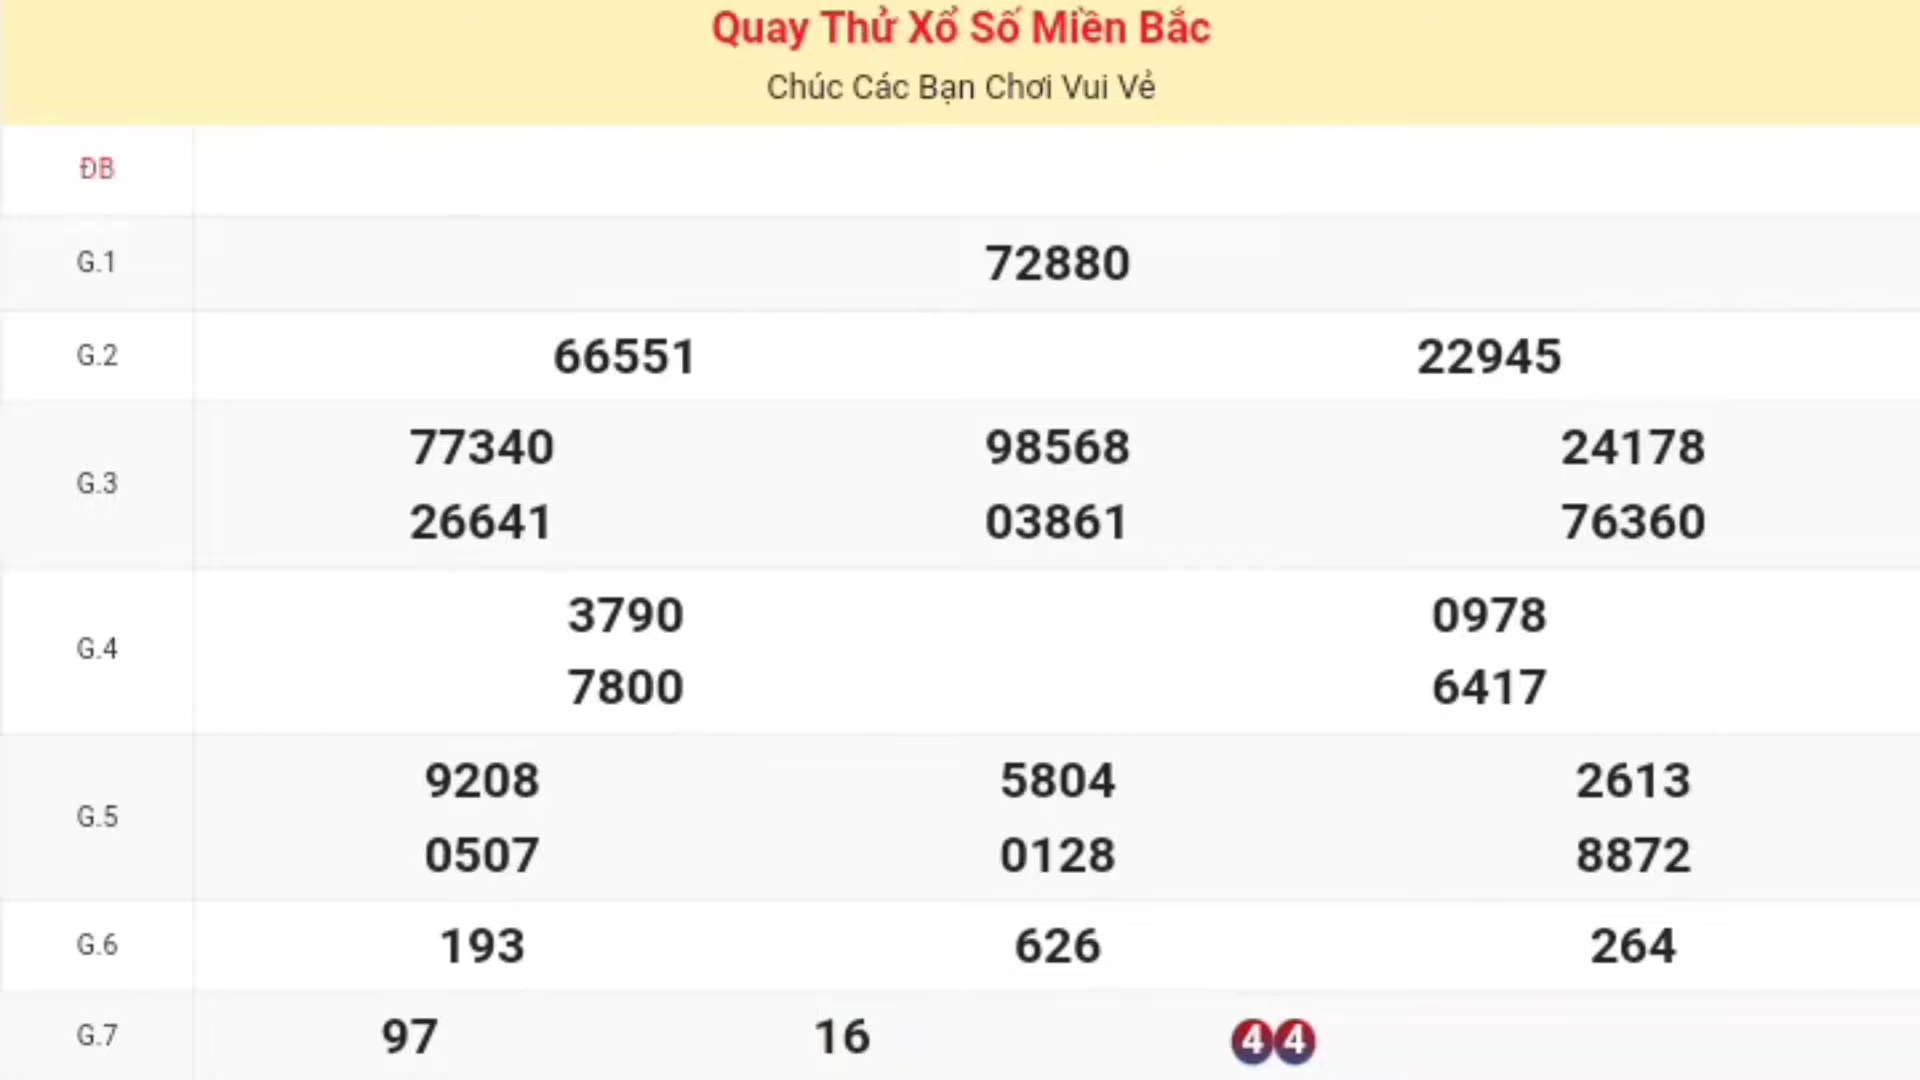 Quay Thử Xổ Số Miền Bắc
Chúc Các Bạn Chơi Vui Vẻ
ĐB
G.1 72880
G.2 66551 22945
G.3 77340 98568 24178
26641 03861 76360
G.4 3790 0978
7800 6417
G.5 9208 5804 2613
0507 0128 8872
G.6 193 626 264
G.7 97 16 44